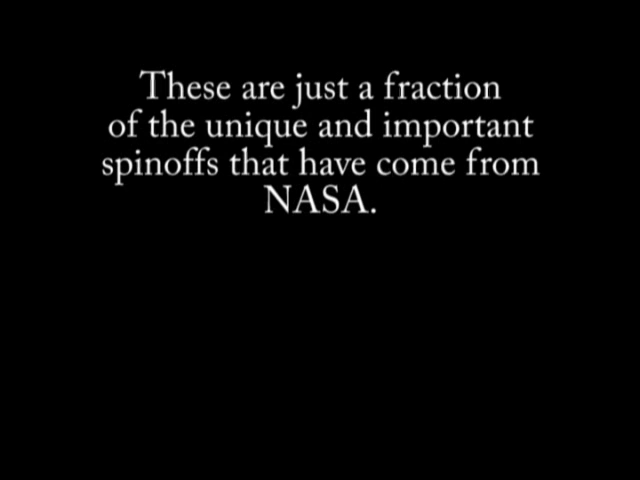 These are just a fraction
of the unique and important
spinoffs that have come from
NASA.